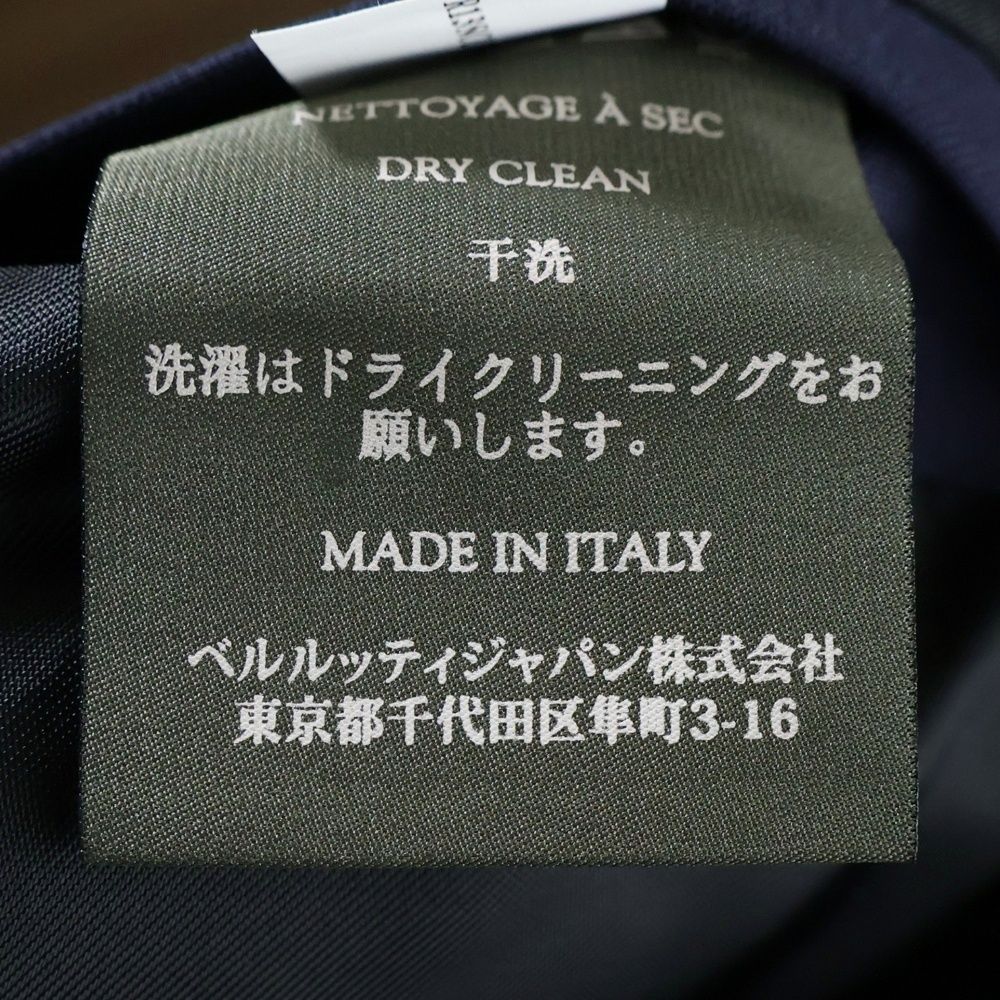 NETTOYAGE À SEC
DRY CLEAN
干洗
洗濯はドライクリーニングをお
願いします。
MADE IN ITALY
ベルルッティジャパン株式会社
東京都千代田区隼町3-16